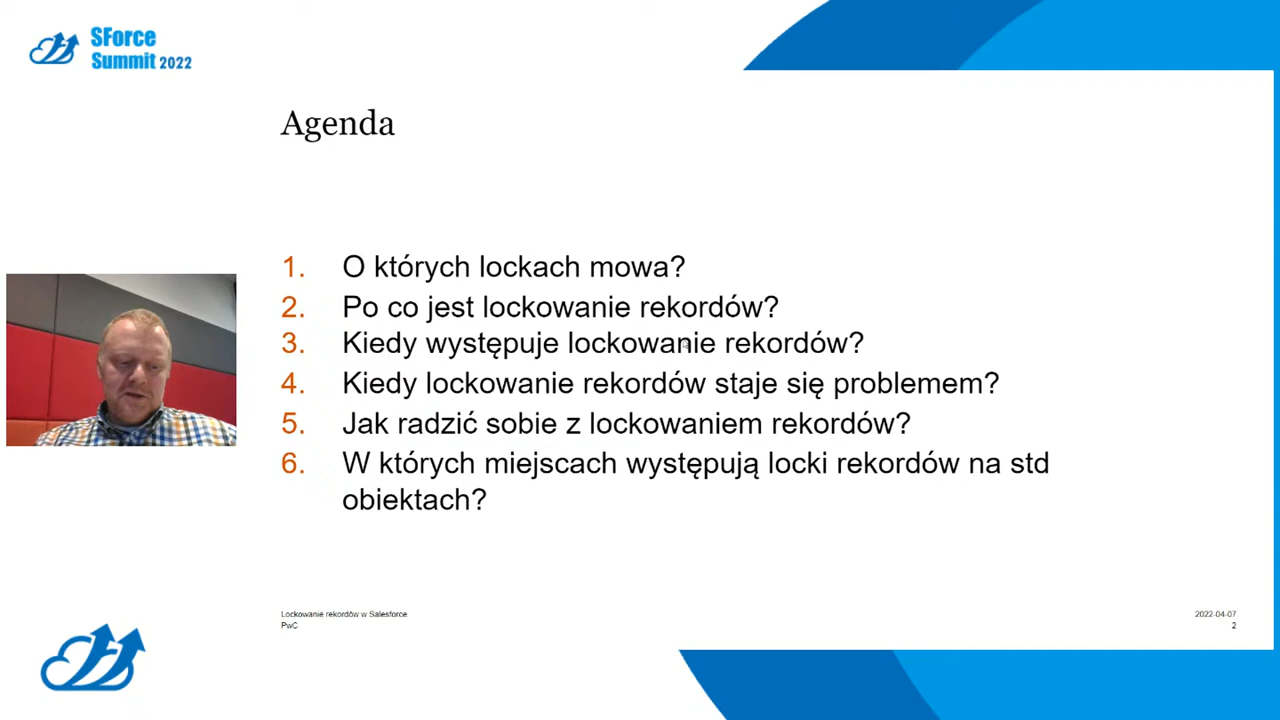 SForce
Summit 2022
Agenda
1. O których lockach mowa?
2. Po co jest lockowanie rekordów?
3. Kiedy występuje lockowanie rekordów?
4. Kiedy lockowanie rekordów staje się problemem?
5. Jak radzić sobie z lockowaniem rekordów?
6. W których miejscach występują locki rekordów na std
obiektach?
Lockowanie rekordów w Salesforce
PwC
2022-04-07
2